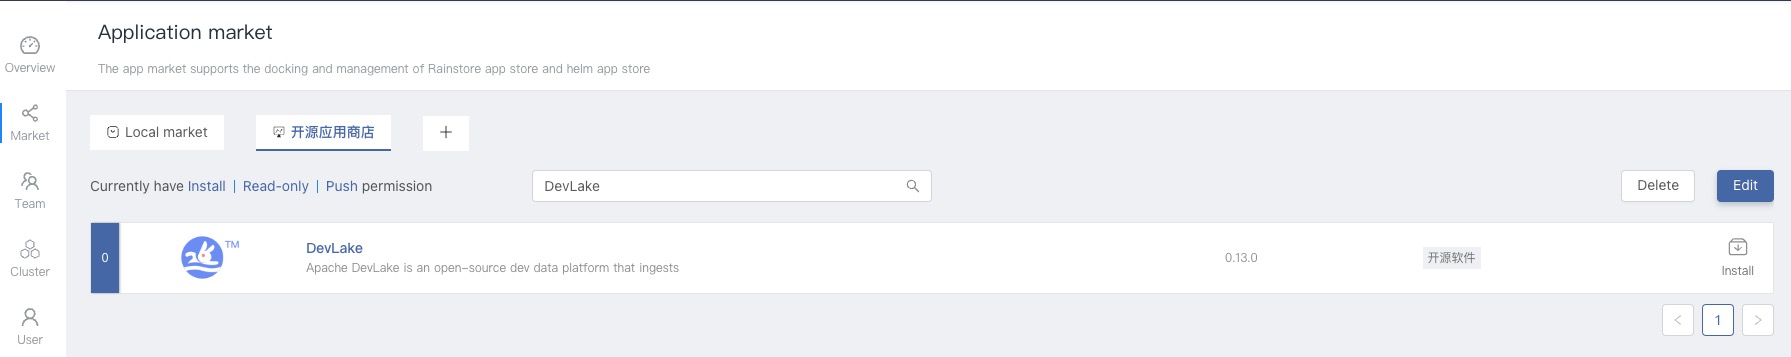 Application market
The app market supports the docking and management of Rainstore app store and helm app store
Overview
Market
Team
Cluster
User
Local market
开源应用商店
+
Currently have Install | Read-only | Push permission
DevLake
Delete
Edit
0
TM
DevLake
Apache DevLake is an open-source dev data platform that ingests
0.13.0
开源软件
Install
< 1 >